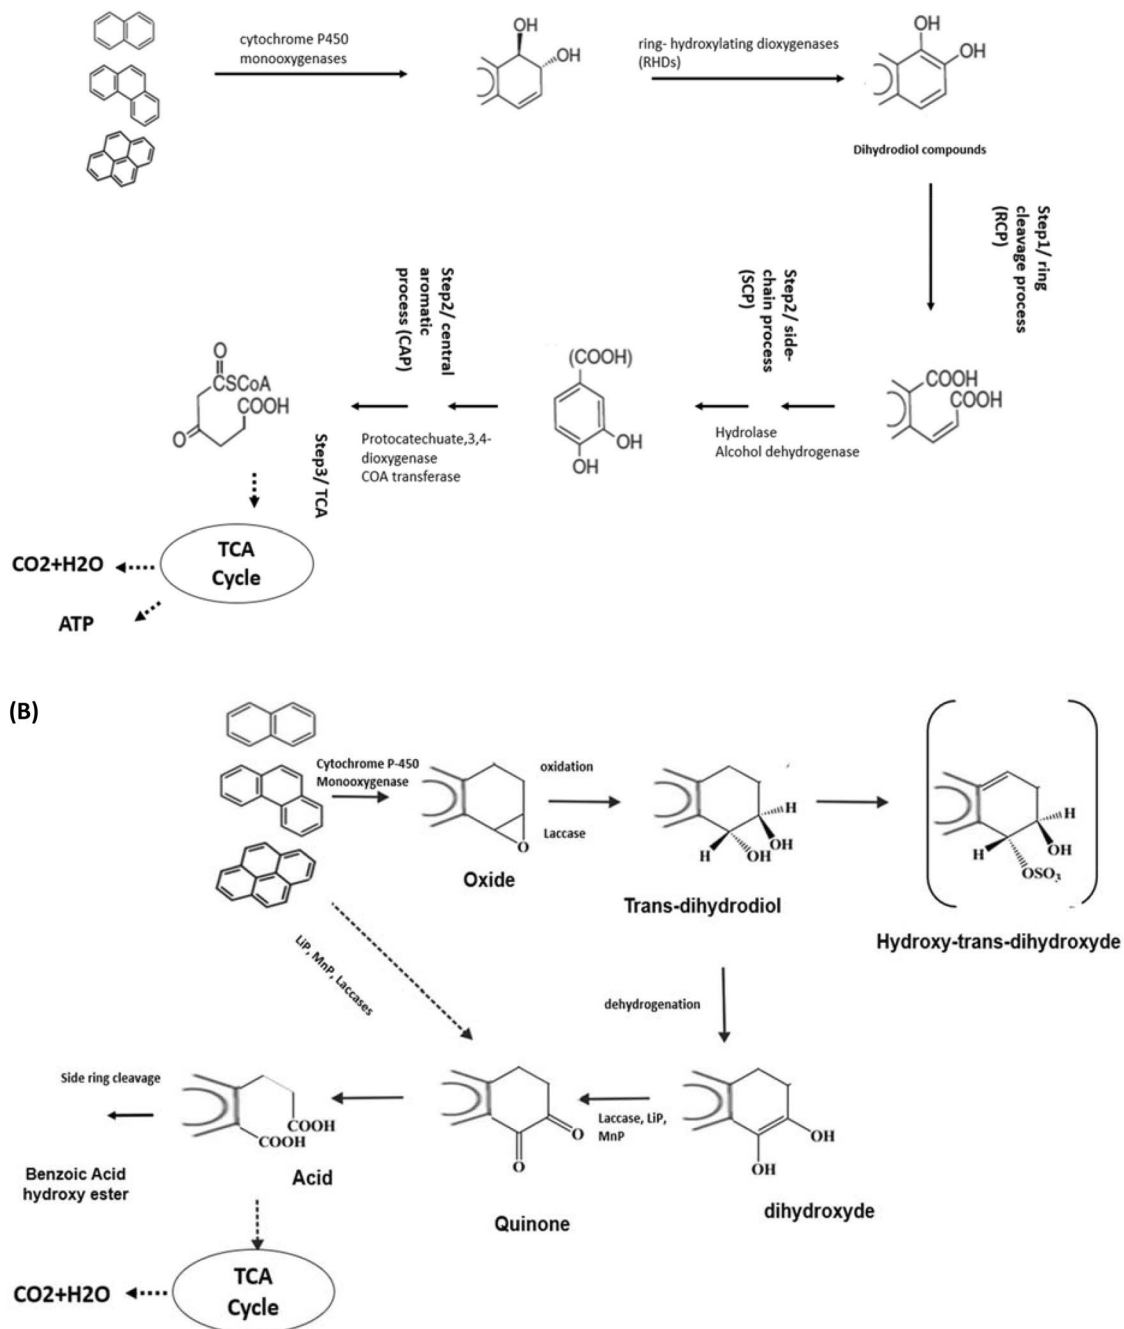 cytochrome P450
monooxygenases
OH
OH
ring- hydroxylating dioxygenases
(RHDs)
OH
OH
Dihydrodiol compounds
Step1/ ring
cleavage process
(RCP)
COOH
COOH
Step2/ side-
chain process
(SCP)
Hydrolase
Alcohol dehydrogenase
(COOH)
OH
OH
Step2/ central
aromatic
process (CAP)
Protocatechuate,3,4-
dioxygenase
COA transferase
O
CSCoA
COOH
O
Step3/ TCA
TCA
Cycle
CO2+H2O
ATP
(B)
Cytochrome P-450
Monooxygenase
O
Oxide
oxidation
Laccase
H
OH
H
OH
Trans-dihydrodiol
H
H
OH
OSO3
Hydroxy-trans-dihydroxyde
LiP, MnP, Laccases
dehydrogenation
OH
OH
dihydroxyde
Laccase, LiP,
MnP
O
O
Quinone
COOH
COOH
Acid
Side ring cleavage
Benzoic Acid
hydroxy ester
TCA
Cycle
CO2+H2O